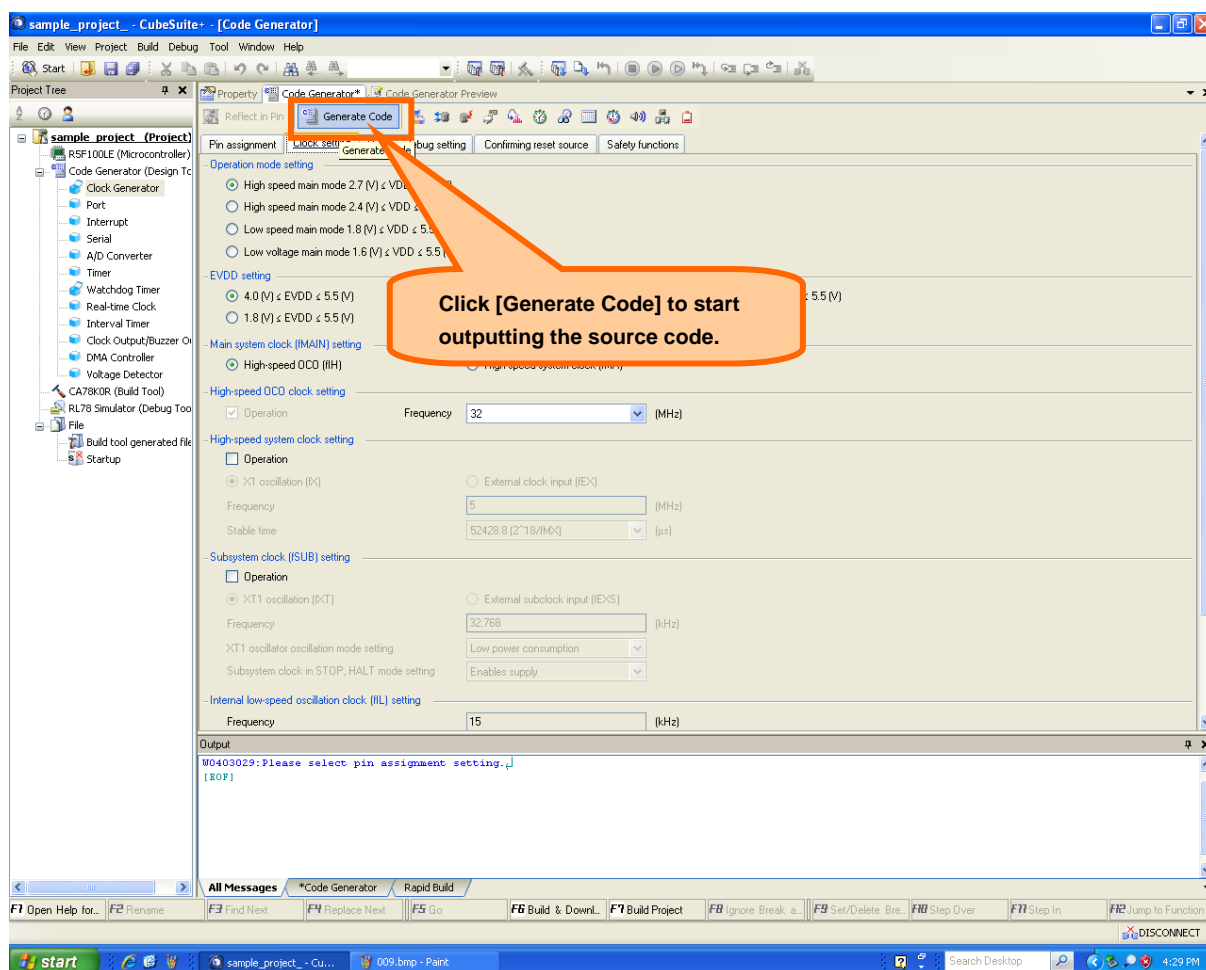 sample_project_ - CubeSuite+ - [Code Generator]
File Edit View Project Build Debug Tool Window Help
Start
Project Tree
Property Code Generator* Code Generator Preview
Reflect in Pin Generate Code
sample_project_ (Project)
R5F100LE (Microcontroller)
Code Generator (Design To
Clock Generator
Port
Interrupt
Serial
A/D Converter
Timer
Watchdog Timer
Real-time Clock
Interval Timer
Clock Output/Buzzer Ou
DMA Controller
Voltage Detector
CA78K0R (Build Tool)
RL78 Simulator (Debug Too
File
Build tool generated file
Startup
Pin assignment Clock setti bug setting Confirming reset source Safety functions
Generate
Operation mode setting
High speed main mode 2.7 (V) ≤ VD
High speed main mode 2.4 (V) ≤ VDD ≤
Low speed main mode 1.8 (V) ≤ VDD ≤ 5.5
Low voltage main mode 1.6 (V) ≤ VDD ≤ 5.5 (
EVDD setting
4.0 (V) ≤ EVDD ≤ 5.5 (V) ≤ 5.5 (V)
1.8 (V) ≤ EVDD ≤ 5.5 (V)
Click [Generate Code] to start
outputting the source code.
Main system clock (fMAIN) setting
High-speed OCO (fIH) High-speed system clock (fMX)
High-speed OCO clock setting
Operation Frequency 32 (MHz)
High-speed system clock setting
Operation
X1 oscillation (fX) External clock input (fEX)
Frequency 5 (MHz)
Stable time 52428.8 (2^18/fMX) (µs)
Subsystem clock (fSUB) setting
Operation
XT1 oscillation (fXT) External subclock input (fEXS)
Frequency 32.768 (kHz)
XT1 oscillator oscillation mode setting Low power consumption
Subsystem clock in STOP, HALT mode setting Enables supply
Internal low-speed oscillation clock (fIL) setting
Frequency 15 (kHz)
Output
W0403029:Please select pin assignment setting.
[EOF]
All Messages *Code Generator Rapid Build
F1 Open Help for... F2 Rename F3 Find Next F4 Replace Next F5 Go F6 Build & Downl... F7 Build Project F8 Ignore Break a... F9 Set/Delete Bre... F10 Step Over F11 Step In F12 Jump to Function
DISCONNECT
start sample_project_ - Cu... 009.bmp - Paint Search Desktop 4:29 PM